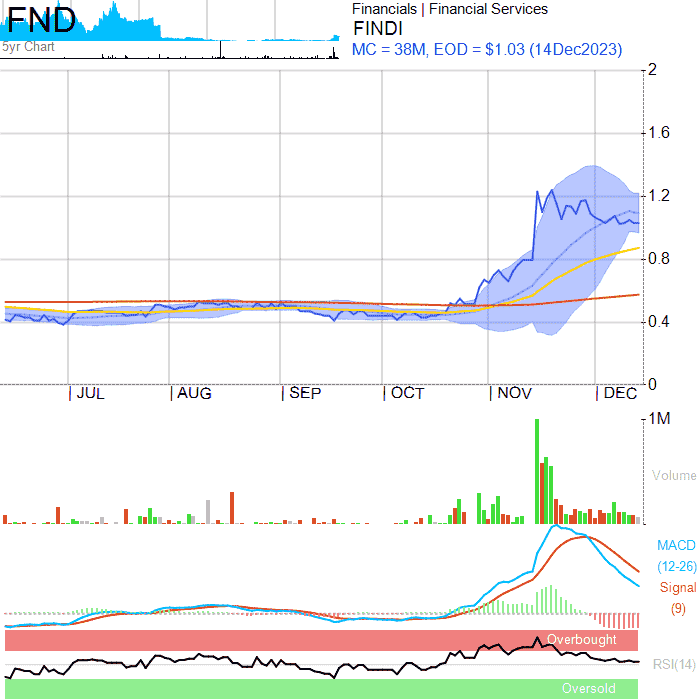 FND
5yr Chart
Financials | Financial Services
FINDI
MC = 38M, EOD = $1.03 (14Dec2023)
2
1.6
1.2
0.8
0.4
0
JUL
AUG
SEP
OCT
NOV
DEC
1M
Volume
MACD
(12-26)
Signal
(9)
Overbought
RSI(14)
Oversold